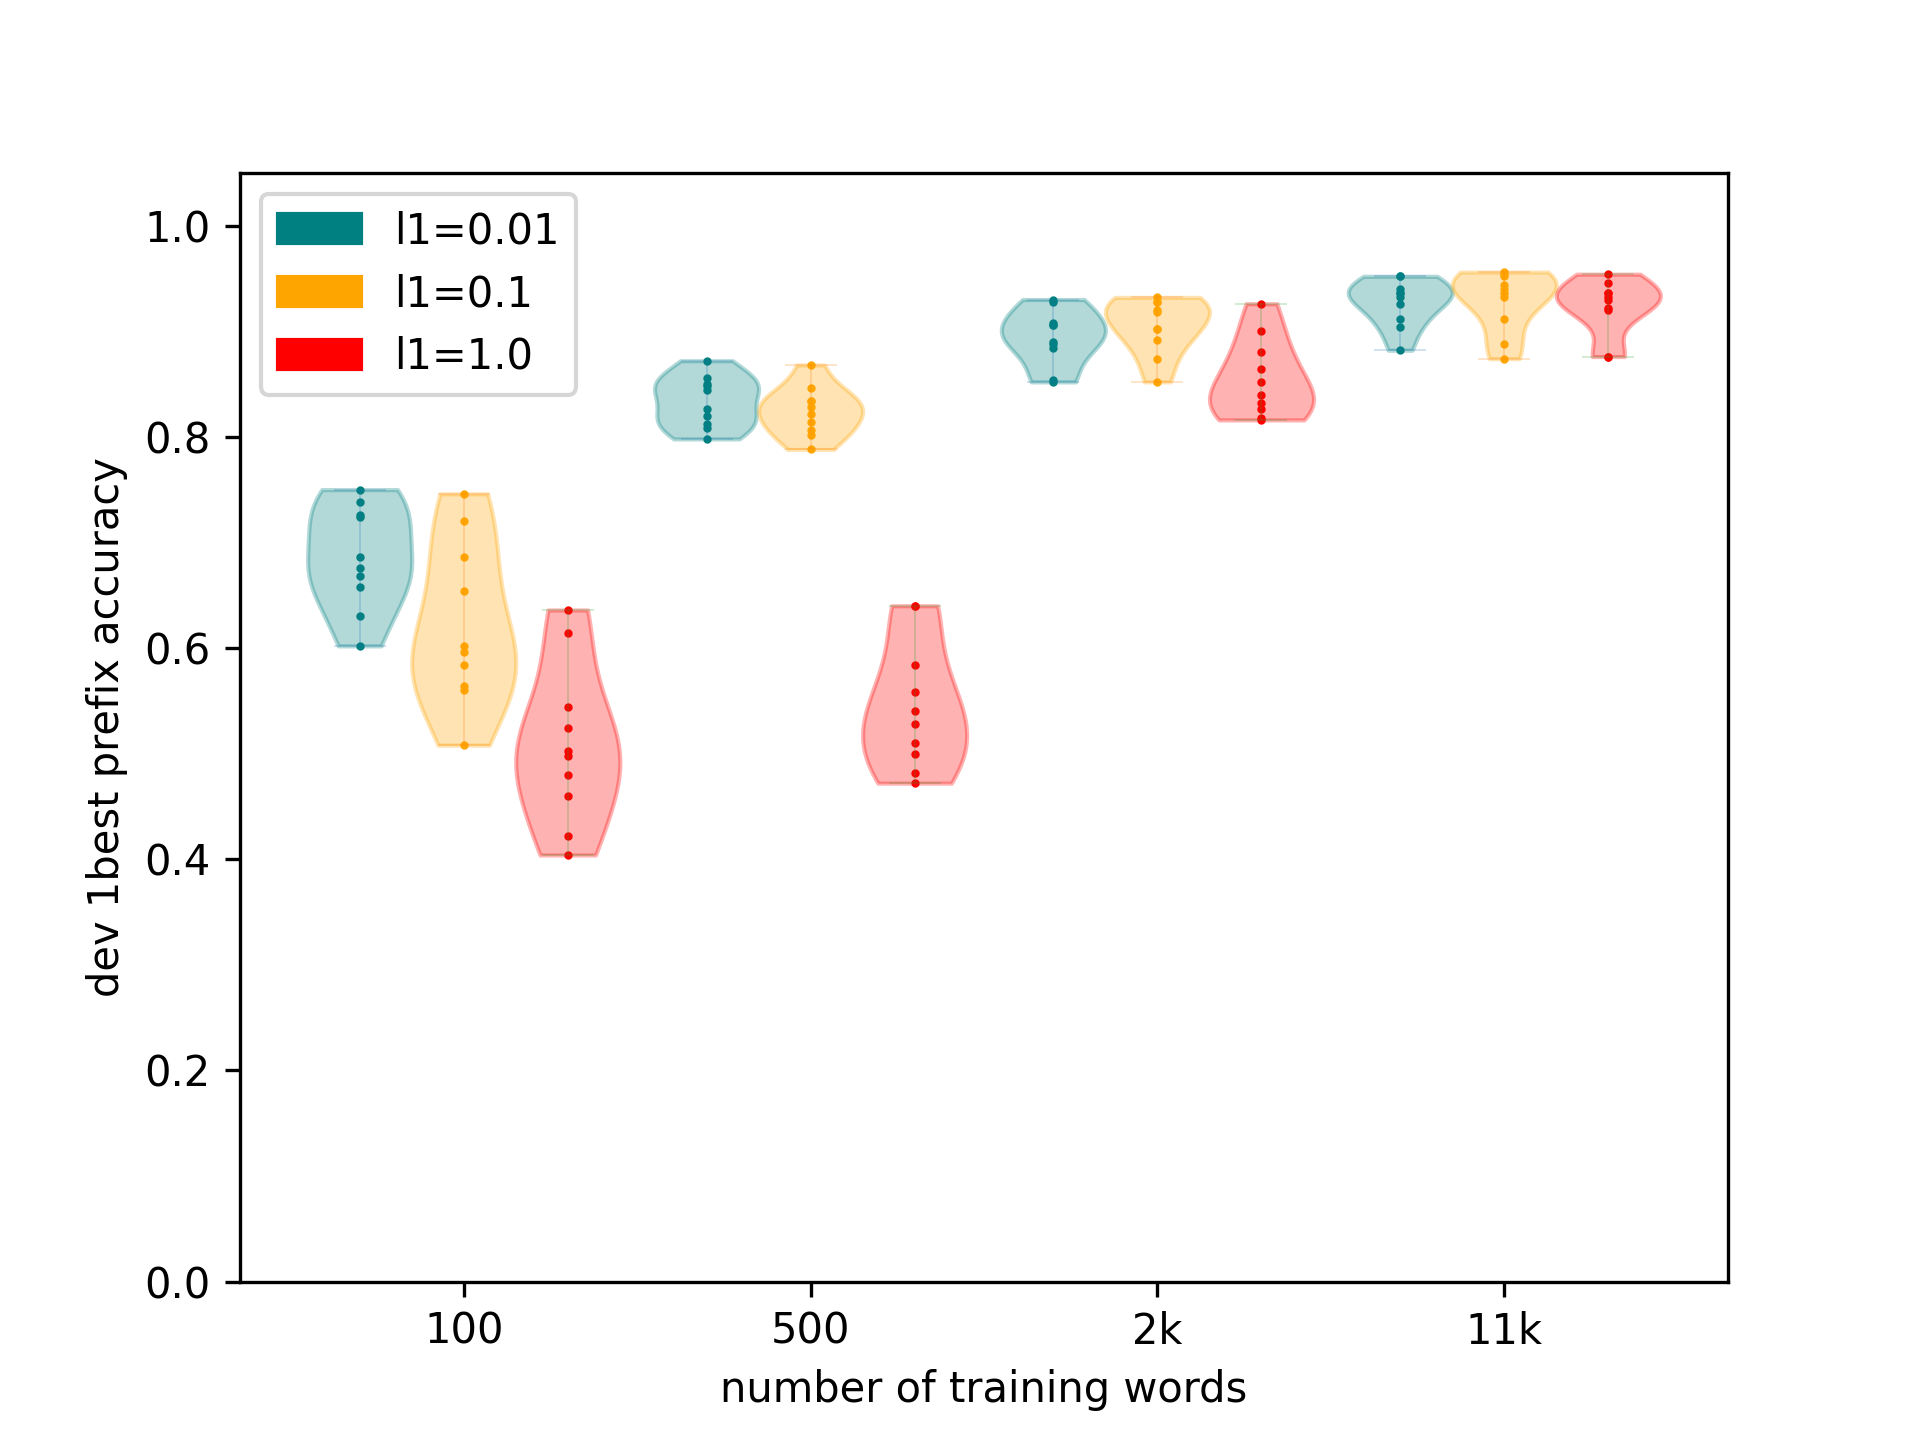 l1=0.01
l1=0.1
l1=1.0
1.0
0.8
0.6
0.4
0.2
0.0
dev 1best prefix accuracy
100 500 2k 11k
number of training words